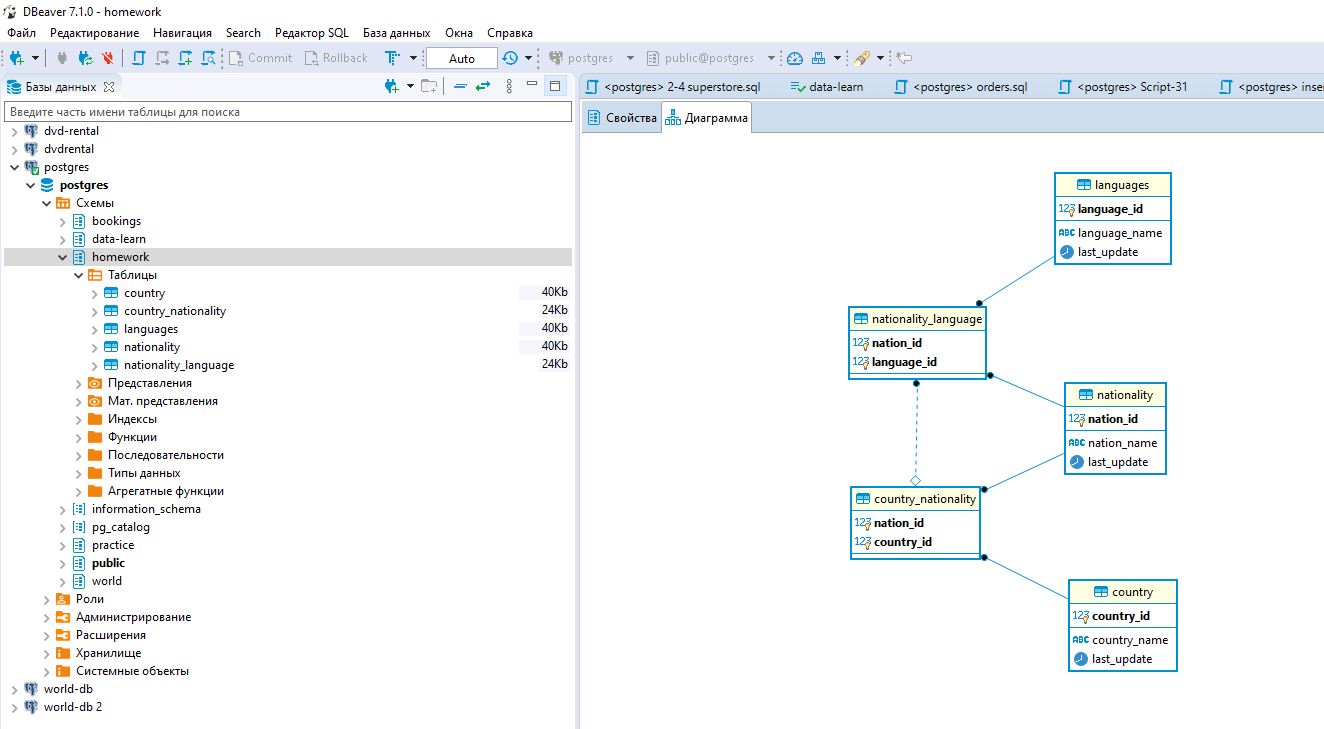 DBeaver 7.1.0 - homework
Файл Редактирование Навигация Search Редактор SQL База данных Окна Справка
Commit Rollback Auto postgres public@postgres
Базы данных
Введите часть имени таблицы для поиска
dvd-rental
dvdrental
postgres
postgres
Схемы
bookings
data-learn
homework
Таблицы
country 40Kb
country_nationality 24Kb
languages 40Kb
nationality 40Kb
nationality_language 24Kb
Представления
Мат. представления
Индексы
Функции
Последовательности
Типы данных
Агрегатные функции
information_schema
pg_catalog
practice
public
world
Роли
Администрирование
Расширения
Хранилище
Системные объекты
world-db
world-db 2
<postgres> 2-4 superstore.sql data-learn <postgres> orders.sql <postgres> Script-31 <postgres> inse
Свойства Диаграмма
languages
123 language_id
ABC language_name
last_update
nationality_language
123 nation_id
123 language_id
nationality
123 nation_id
ABC nation_name
last_update
country_nationality
123 nation_id
123 country_id
country
123 country_id
ABC country_name
last_update